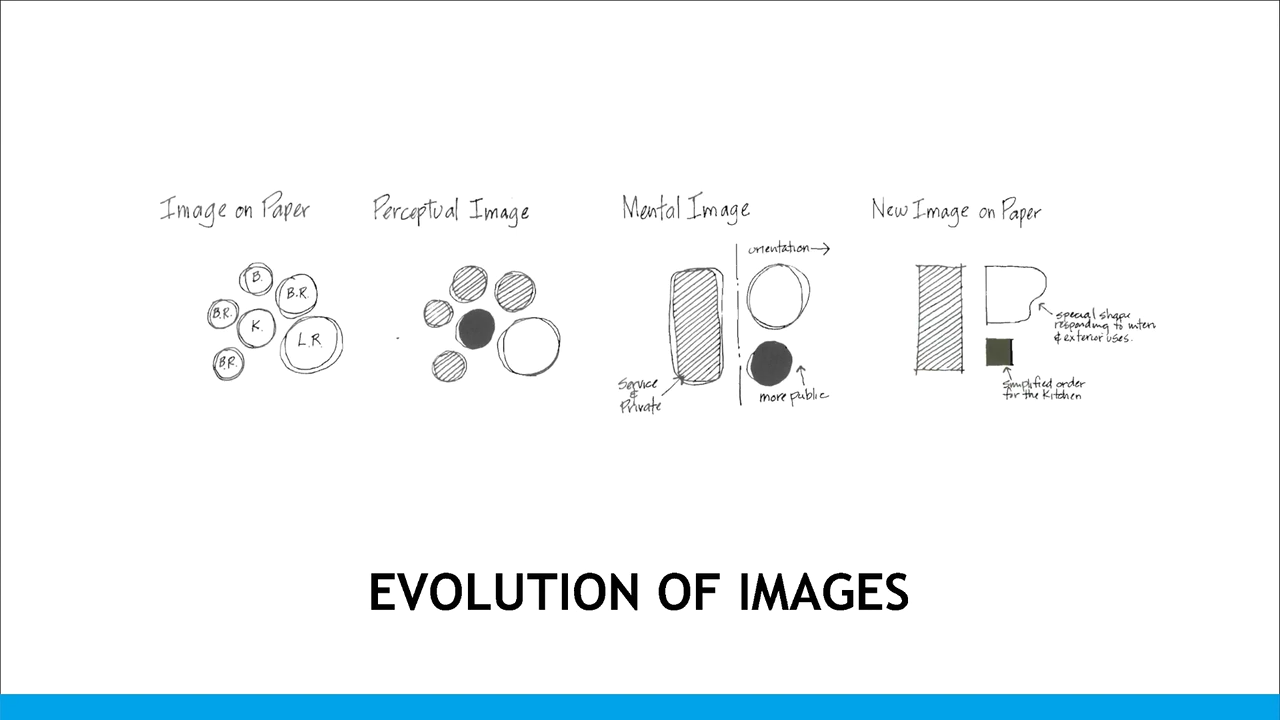 Image on Paper
Perceptual Image
Mental Image
New Image on Paper
B.
B.R.
B.R.
K.
L.R.
B.R.
orientation
Service
&
Private
more public
special shape
responding to intern
& exterior uses.
simplified order
for the Kitchen
EVOLUTION OF IMAGES